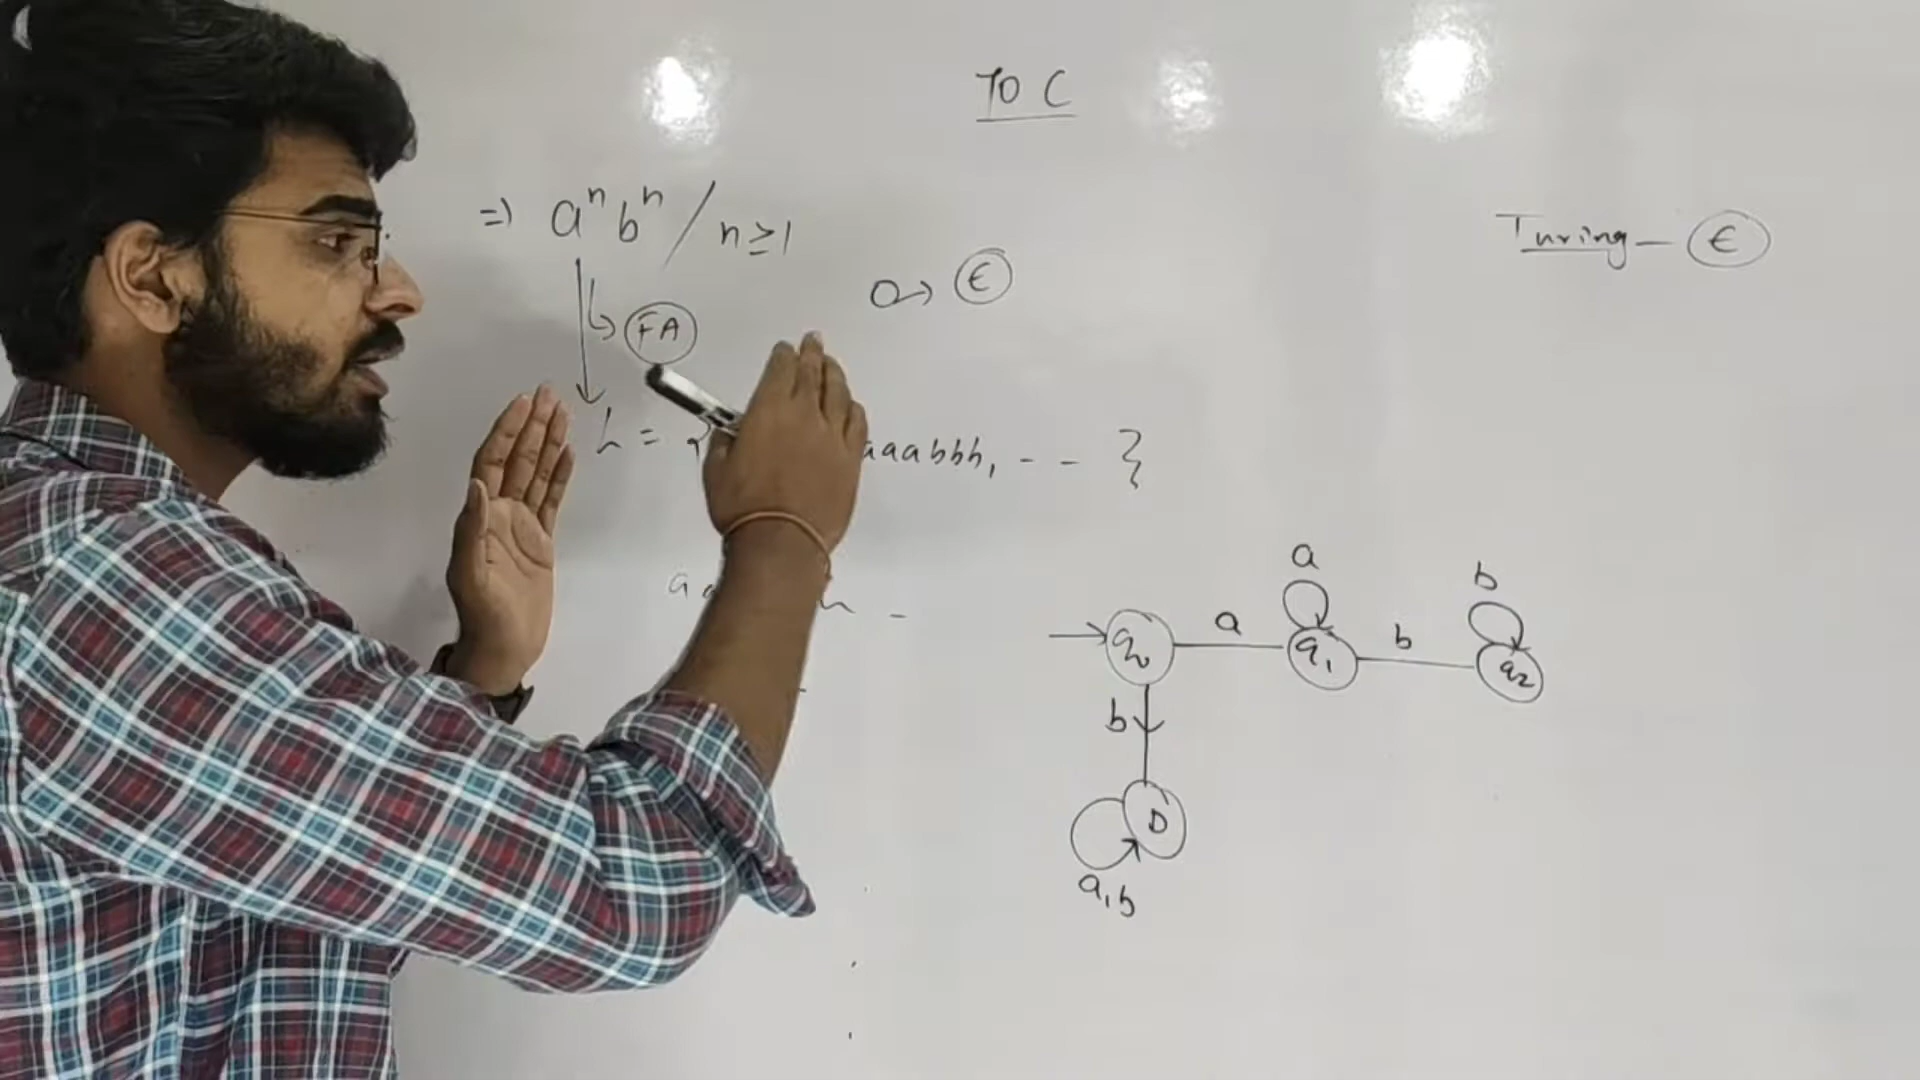 TOC
⇒ aⁿbⁿ / n≥1
Turing - ϵ
ϵ
FA
L = aaabbb, - - }
a
a
b
q0
a
q1
b
q2
b
D
a,b